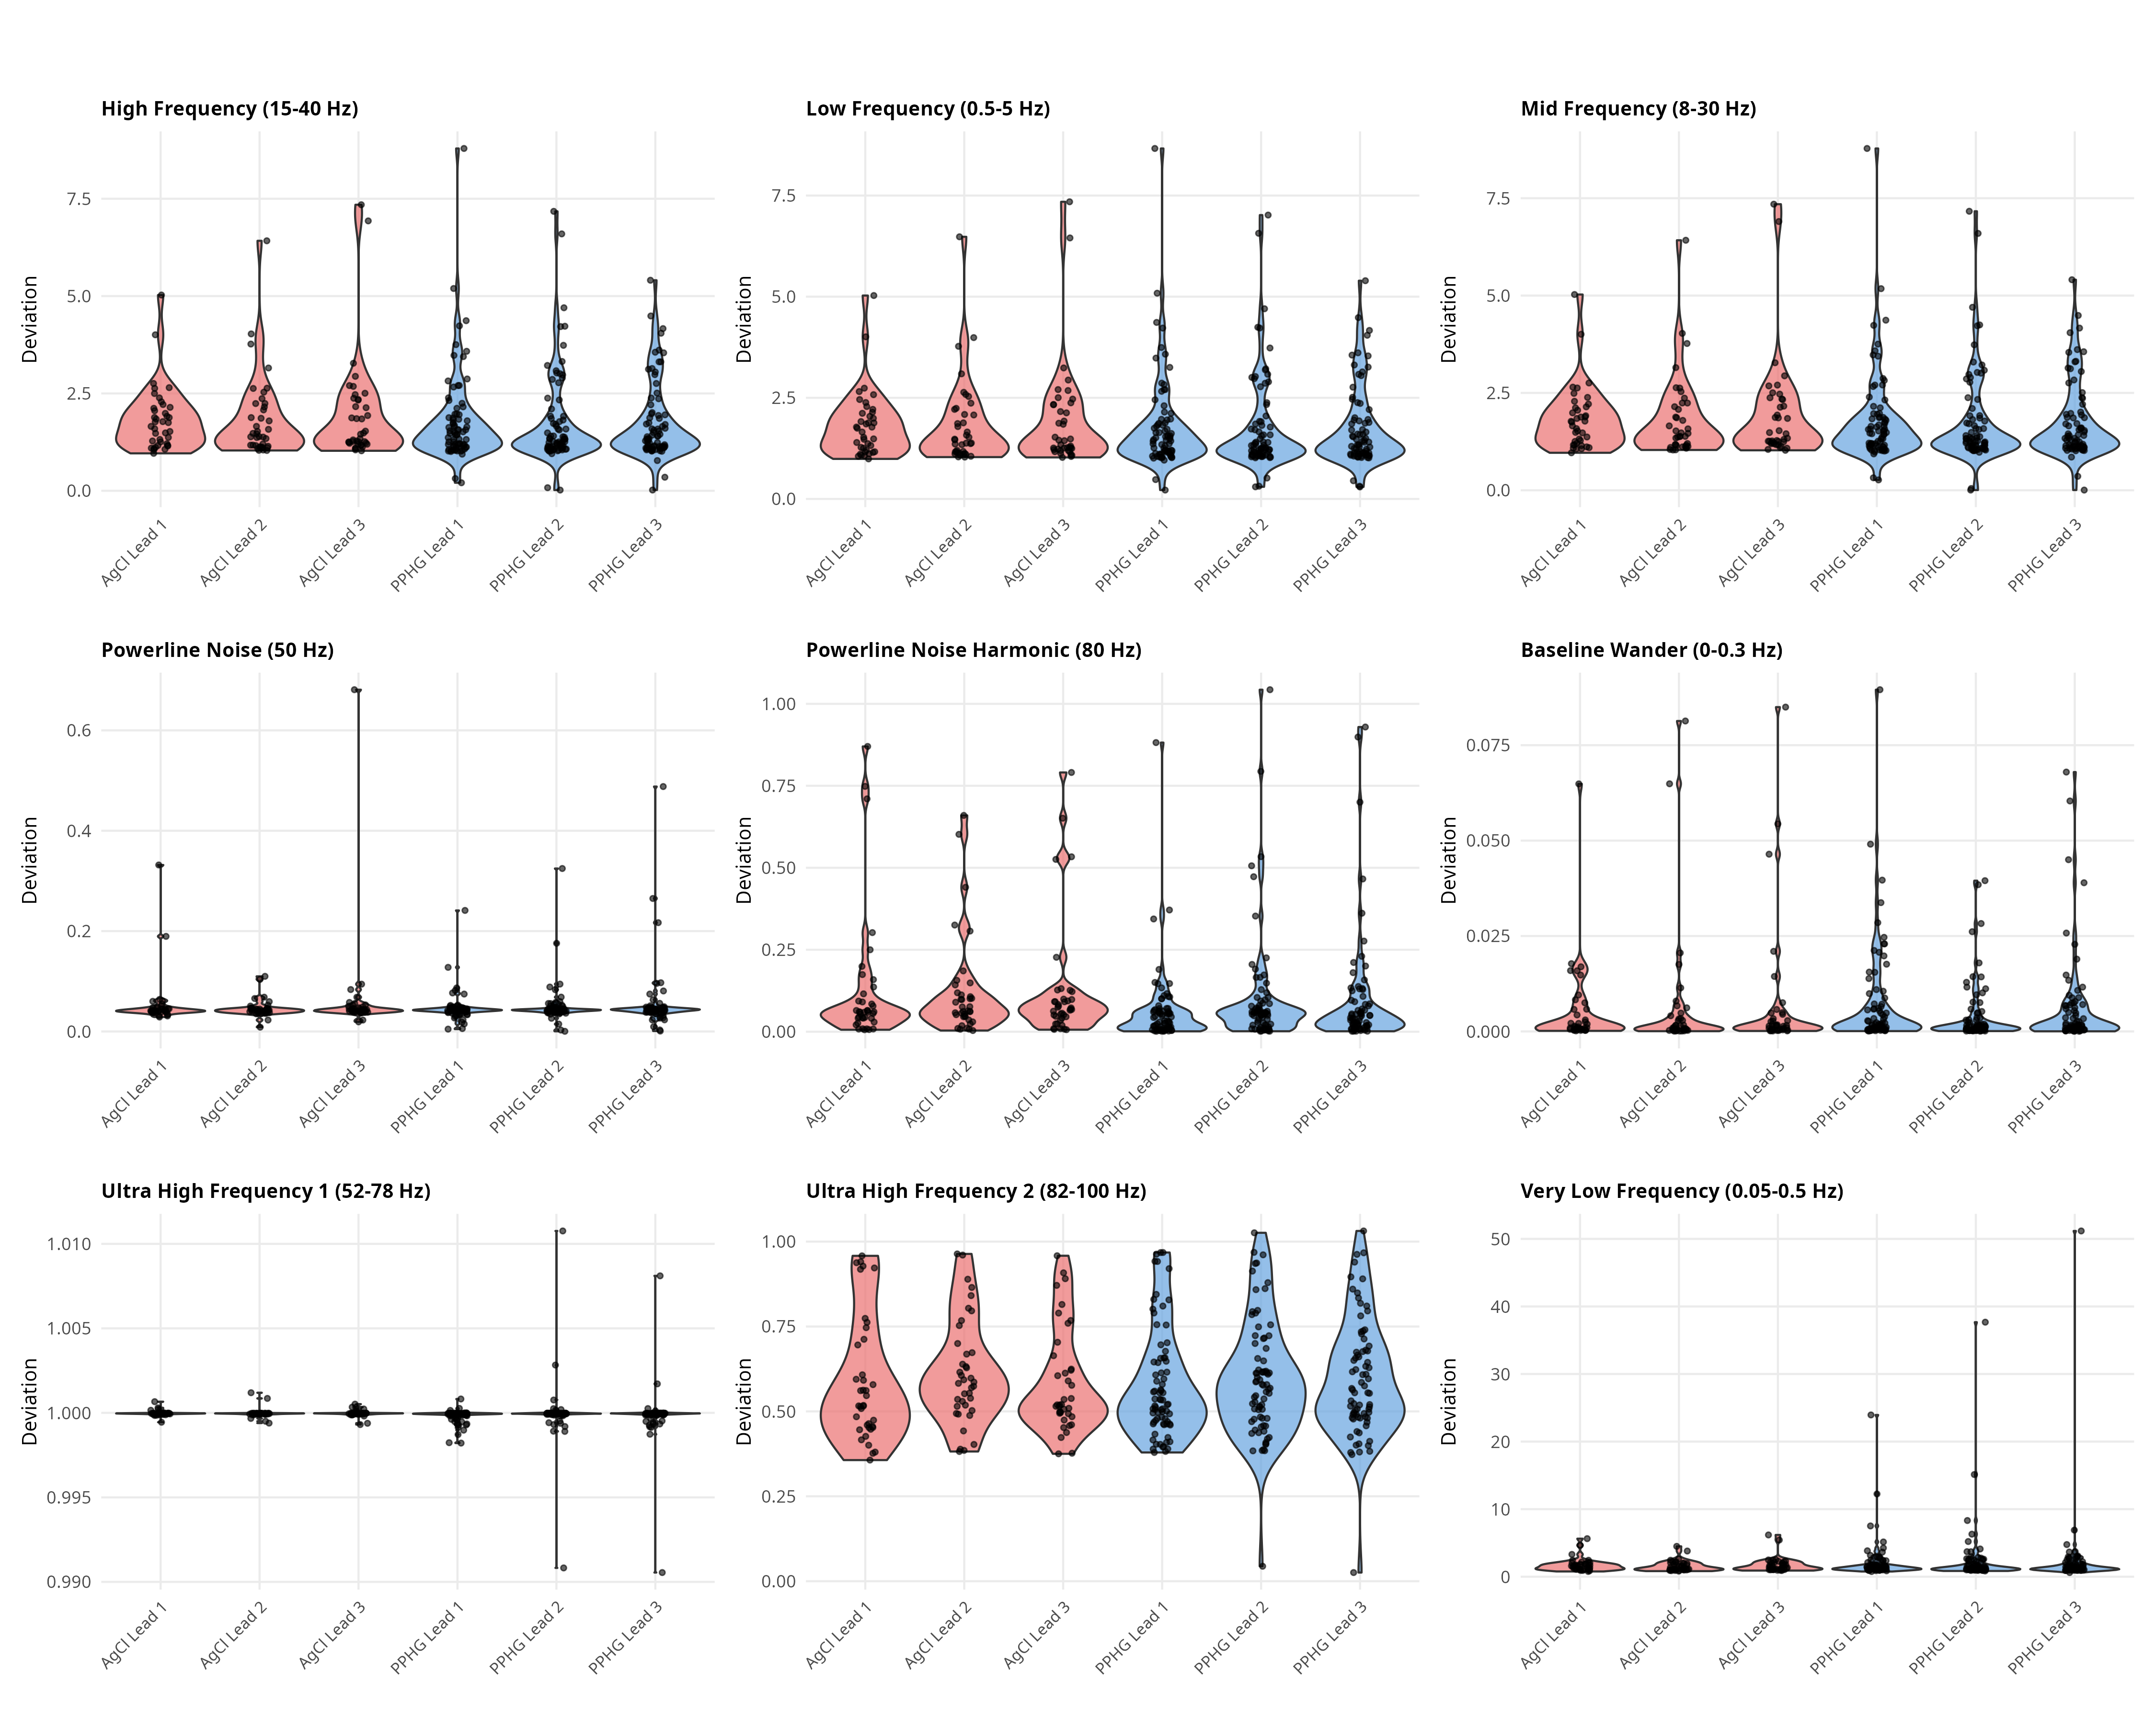 High Frequency (15-40 Hz)
Deviation
7.5
5.0
2.5
0.0
AgCl Lead 1
AgCl Lead 2
AgCl Lead 3
PPHG Lead 1
PPHG Lead 2
PPHG Lead 3
Low Frequency (0.5-5 Hz)
Deviation
7.5
5.0
2.5
0.0
AgCl Lead 1
AgCl Lead 2
AgCl Lead 3
PPHG Lead 1
PPHG Lead 2
PPHG Lead 3
Mid Frequency (8-30 Hz)
Deviation
7.5
5.0
2.5
0.0
AgCl Lead 1
AgCl Lead 2
AgCl Lead 3
PPHG Lead 1
PPHG Lead 2
PPHG Lead 3
Powerline Noise (50 Hz)
Deviation
0.6
0.4
0.2
0.0
AgCl Lead 1
AgCl Lead 2
AgCl Lead 3
PPHG Lead 1
PPHG Lead 2
PPHG Lead 3
Powerline Noise Harmonic (80 Hz)
Deviation
1.00
0.75
0.50
0.25
0.00
AgCl Lead 1
AgCl Lead 2
AgCl Lead 3
PPHG Lead 1
PPHG Lead 2
PPHG Lead 3
Baseline Wander (0-0.3 Hz)
Deviation
0.075
0.050
0.025
0.000
AgCl Lead 1
AgCl Lead 2
AgCl Lead 3
PPHG Lead 1
PPHG Lead 2
PPHG Lead 3
Ultra High Frequency 1 (52-78 Hz)
Deviation
1.010
1.005
1.000
0.995
0.990
AgCl Lead 1
AgCl Lead 2
AgCl Lead 3
PPHG Lead 1
PPHG Lead 2
PPHG Lead 3
Ultra High Frequency 2 (82-100 Hz)
Deviation
1.00
0.75
0.50
0.25
0.00
AgCl Lead 1
AgCl Lead 2
AgCl Lead 3
PPHG Lead 1
PPHG Lead 2
PPHG Lead 3
Very Low Frequency (0.05-0.5 Hz)
Deviation
50
40
30
20
10
0
AgCl Lead 1
AgCl Lead 2
AgCl Lead 3
PPHG Lead 1
PPHG Lead 2
PPHG Lead 3